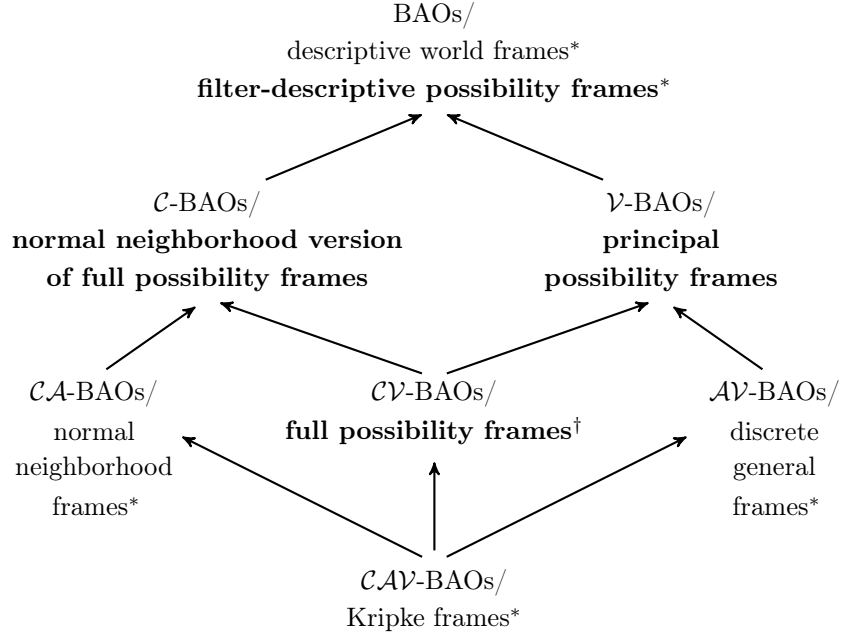 BAOs/
descriptive world frames*
filter-descriptive possibility frames*
𝒞-BAOs/
normal neighborhood version
of full possibility frames
𝒱-BAOs/
principal
possibility frames
𝒞𝒜-BAOs/
normal
neighborhood
frames*
𝒞𝒱-BAOs/
full possibility frames†
𝒜𝒱-BAOs/
discrete
general
frames*
𝒞𝒜𝒱-BAOs/
Kripke frames*